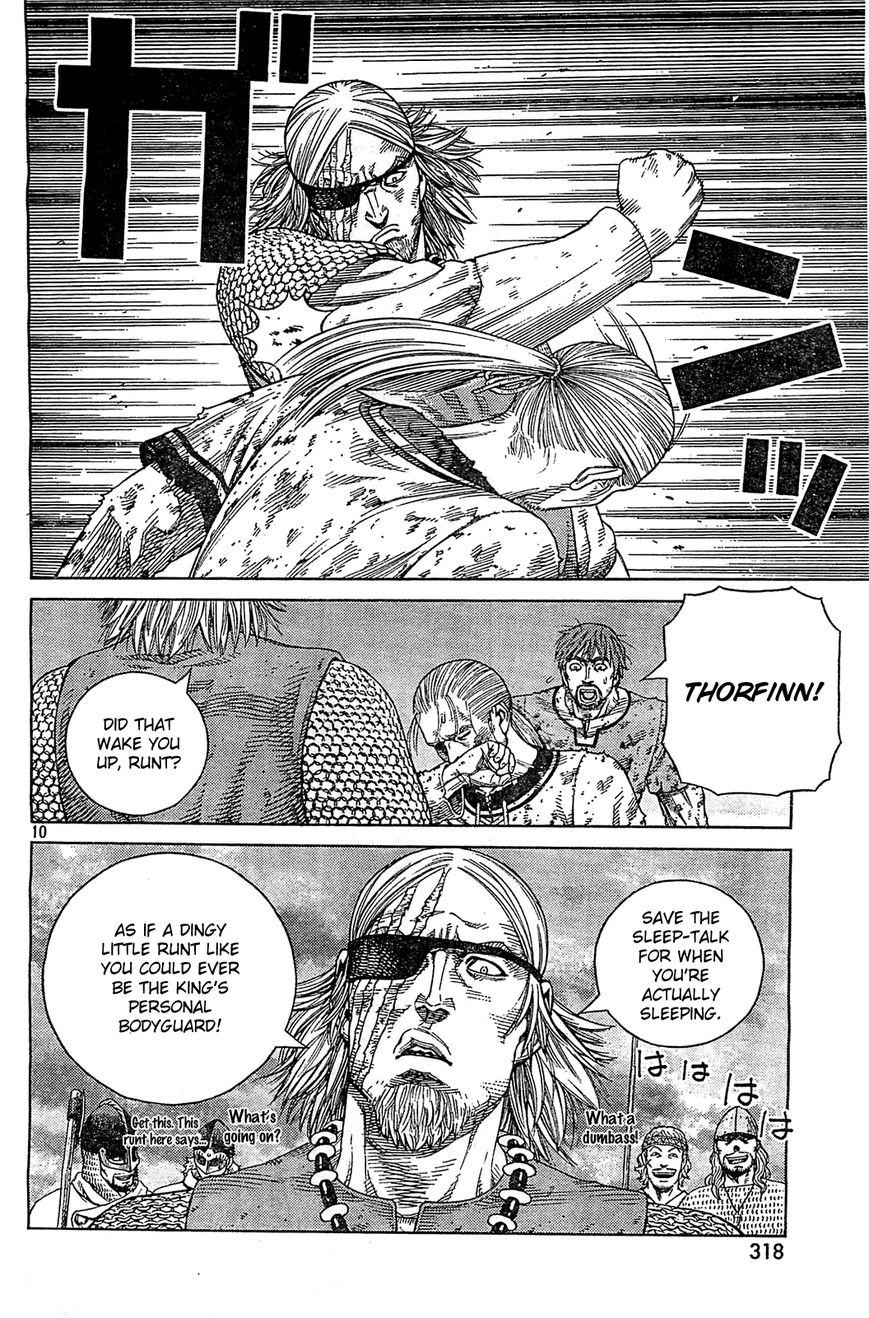 ガッ
THORFINN!
DID THAT
WAKE YOU
UP, RUNT?
10
SAVE THE
SLEEP-TALK
FOR WHEN
YOU'RE
ACTUALLY
SLEEPING.
AS IF A DINGY
LITTLE RUNT LIKE
YOU COULD EVER
BE THE KING'S
PERSONAL
BODYGUARD!
は
は
は
は
What a
dumbass!
What's
going on?
Get this. This
runt here says...
318